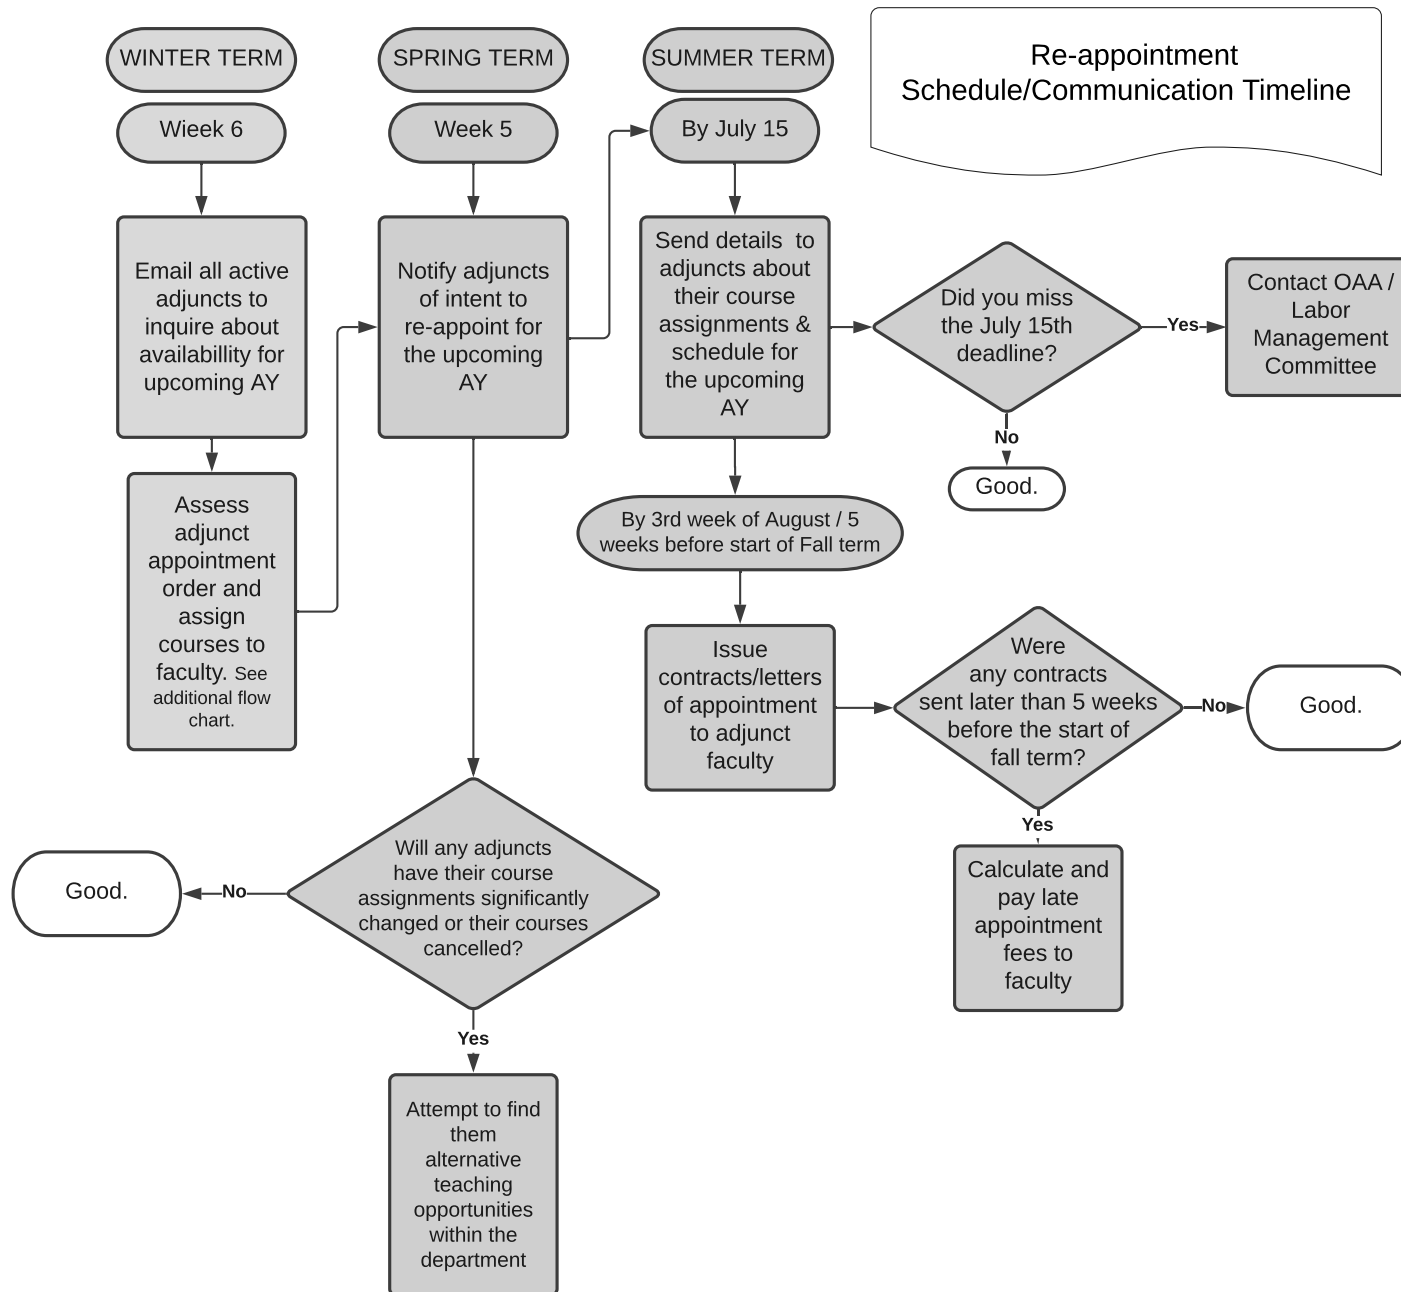 Re-appointment
Schedule/Communication Timeline
WINTER TERM
Wieek 6
Email all active
adjuncts to
inquire about
availabillity for
upcoming AY
Assess
adjunct
appointment
order and
assign
courses to
faculty. See
additional flow
chart.
SPRING TERM
Week 5
Notify adjuncts
of intent to
re-appoint for
the upcoming
AY
Will any adjuncts
have their course
assignments significantly
changed or their courses
cancelled?
No
Good.
Yes
Attempt to find
them
alternative
teaching
opportunities
within the
department
SUMMER TERM
By July 15
Send details to
adjuncts about
their course
assignments &
schedule for
the upcoming
AY
Did you miss
the July 15th
deadline?
Yes
Contact OAA /
Labor
Management
Committee
No
Good.
By 3rd week of August / 5
weeks before start of Fall term
Issue
contracts/letters
of appointment
to adjunct
faculty
Were
any contracts
sent later than 5 weeks
before the start of
fall term?
No
Good.
Yes
Calculate and
pay late
appointment
fees to
faculty